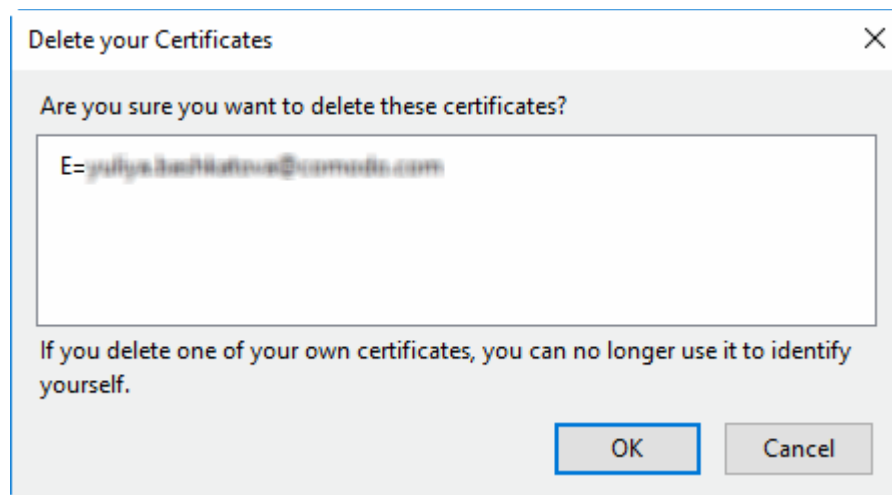 Delete your Certificates
Are you sure you want to delete these certificates?
E=
If you delete one of your own certificates, you can no longer use it to identify
yourself.
OK
Cancel